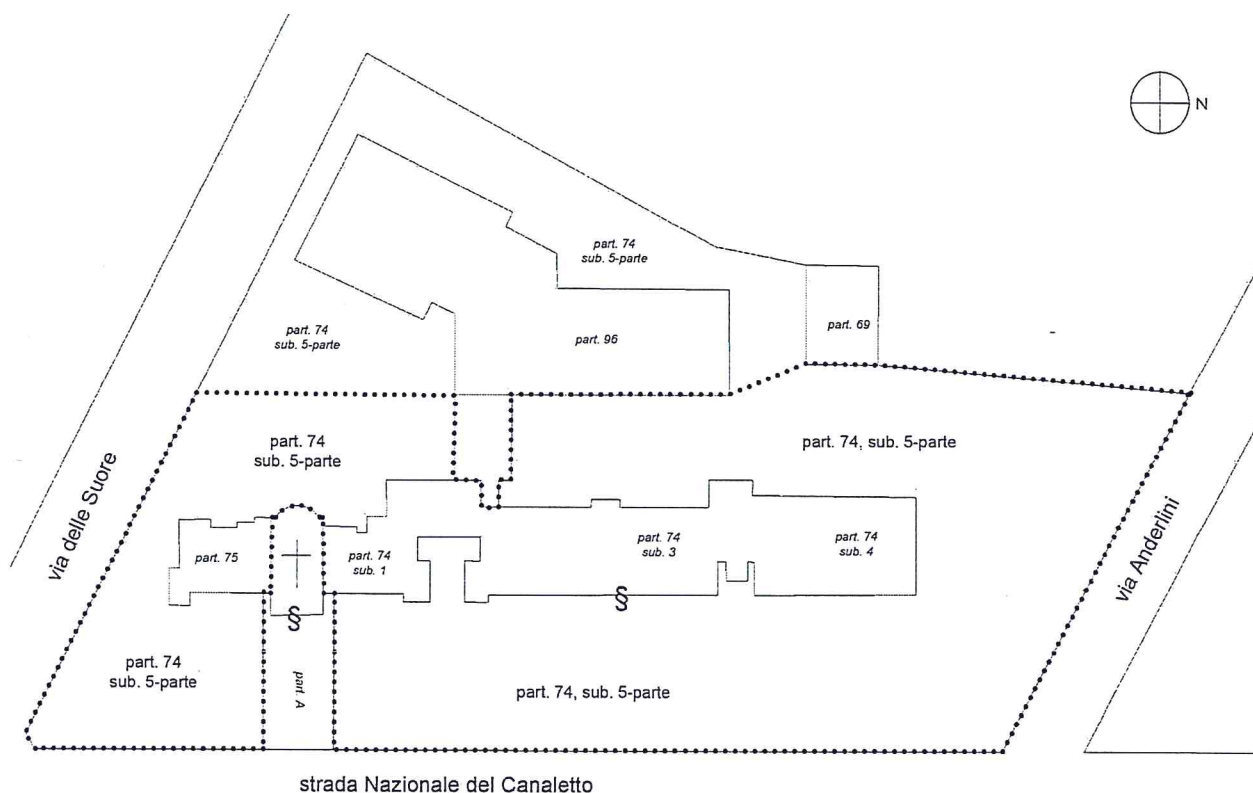 N
part. 74
sub. 5-parte
part. 74
sub. 5-parte
part. 96
part. 69
via delle Suore
part. 74
sub. 5-parte
part. 74, sub. 5-parte
via Anderlini
part. 75
part. 74
sub. 1
part. 74
sub. 3
part. 74
sub. 4
§
§
part. 74
sub. 5-parte
part. A
part. 74, sub. 5-parte
strada Nazionale del Canaletto